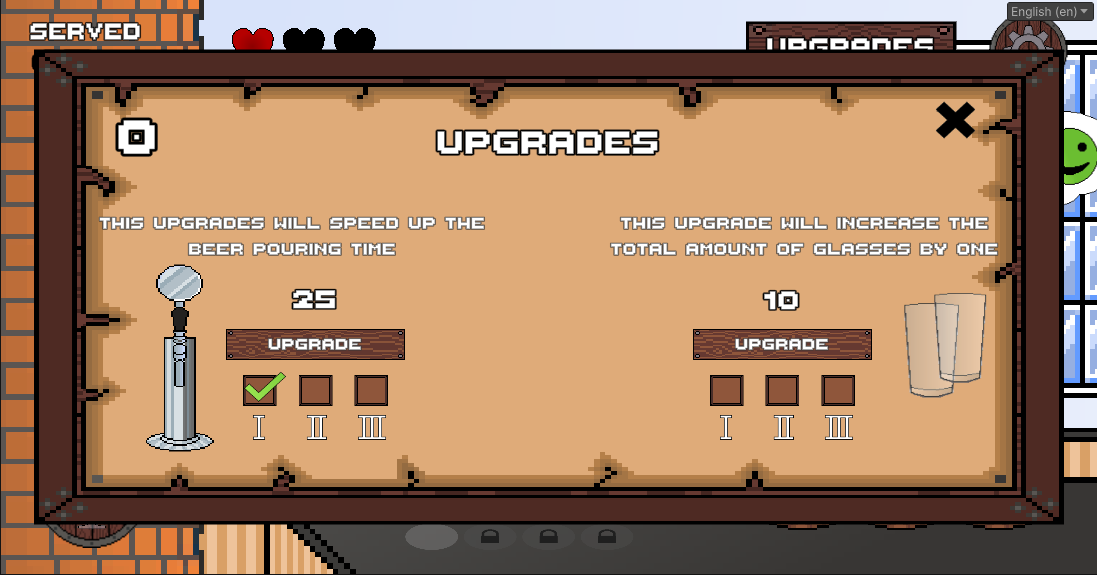 English (en)
SERVED
UPGRADES
0
UPGRADES
THIS UPGRADES WILL SPEED UP THE
BEER POURING TIME
THIS UPGRADE WILL INCREASE THE
TOTAL AMOUNT OF GLASSES BY ONE
25
10
UPGRADE
UPGRADE
I II III
I II III